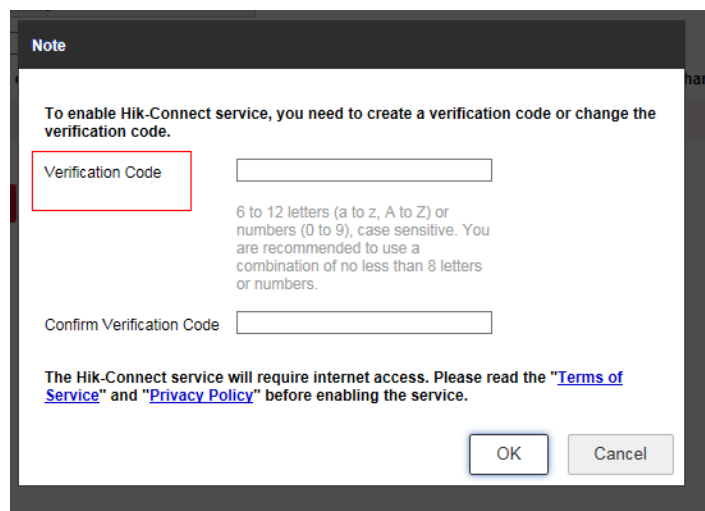 Note
To enable Hik-Connect service, you need to create a verification code or change the
verification code.
Verification Code
6 to 12 letters (a to z, A to Z) or
numbers (0 to 9), case sensitive. You
are recommended to use a
combination of no less than 8 letters
or numbers.
Confirm Verification Code
The Hik-Connect service will require internet access. Please read the "Terms of
Service" and "Privacy Policy" before enabling the service.
OK
Cancel